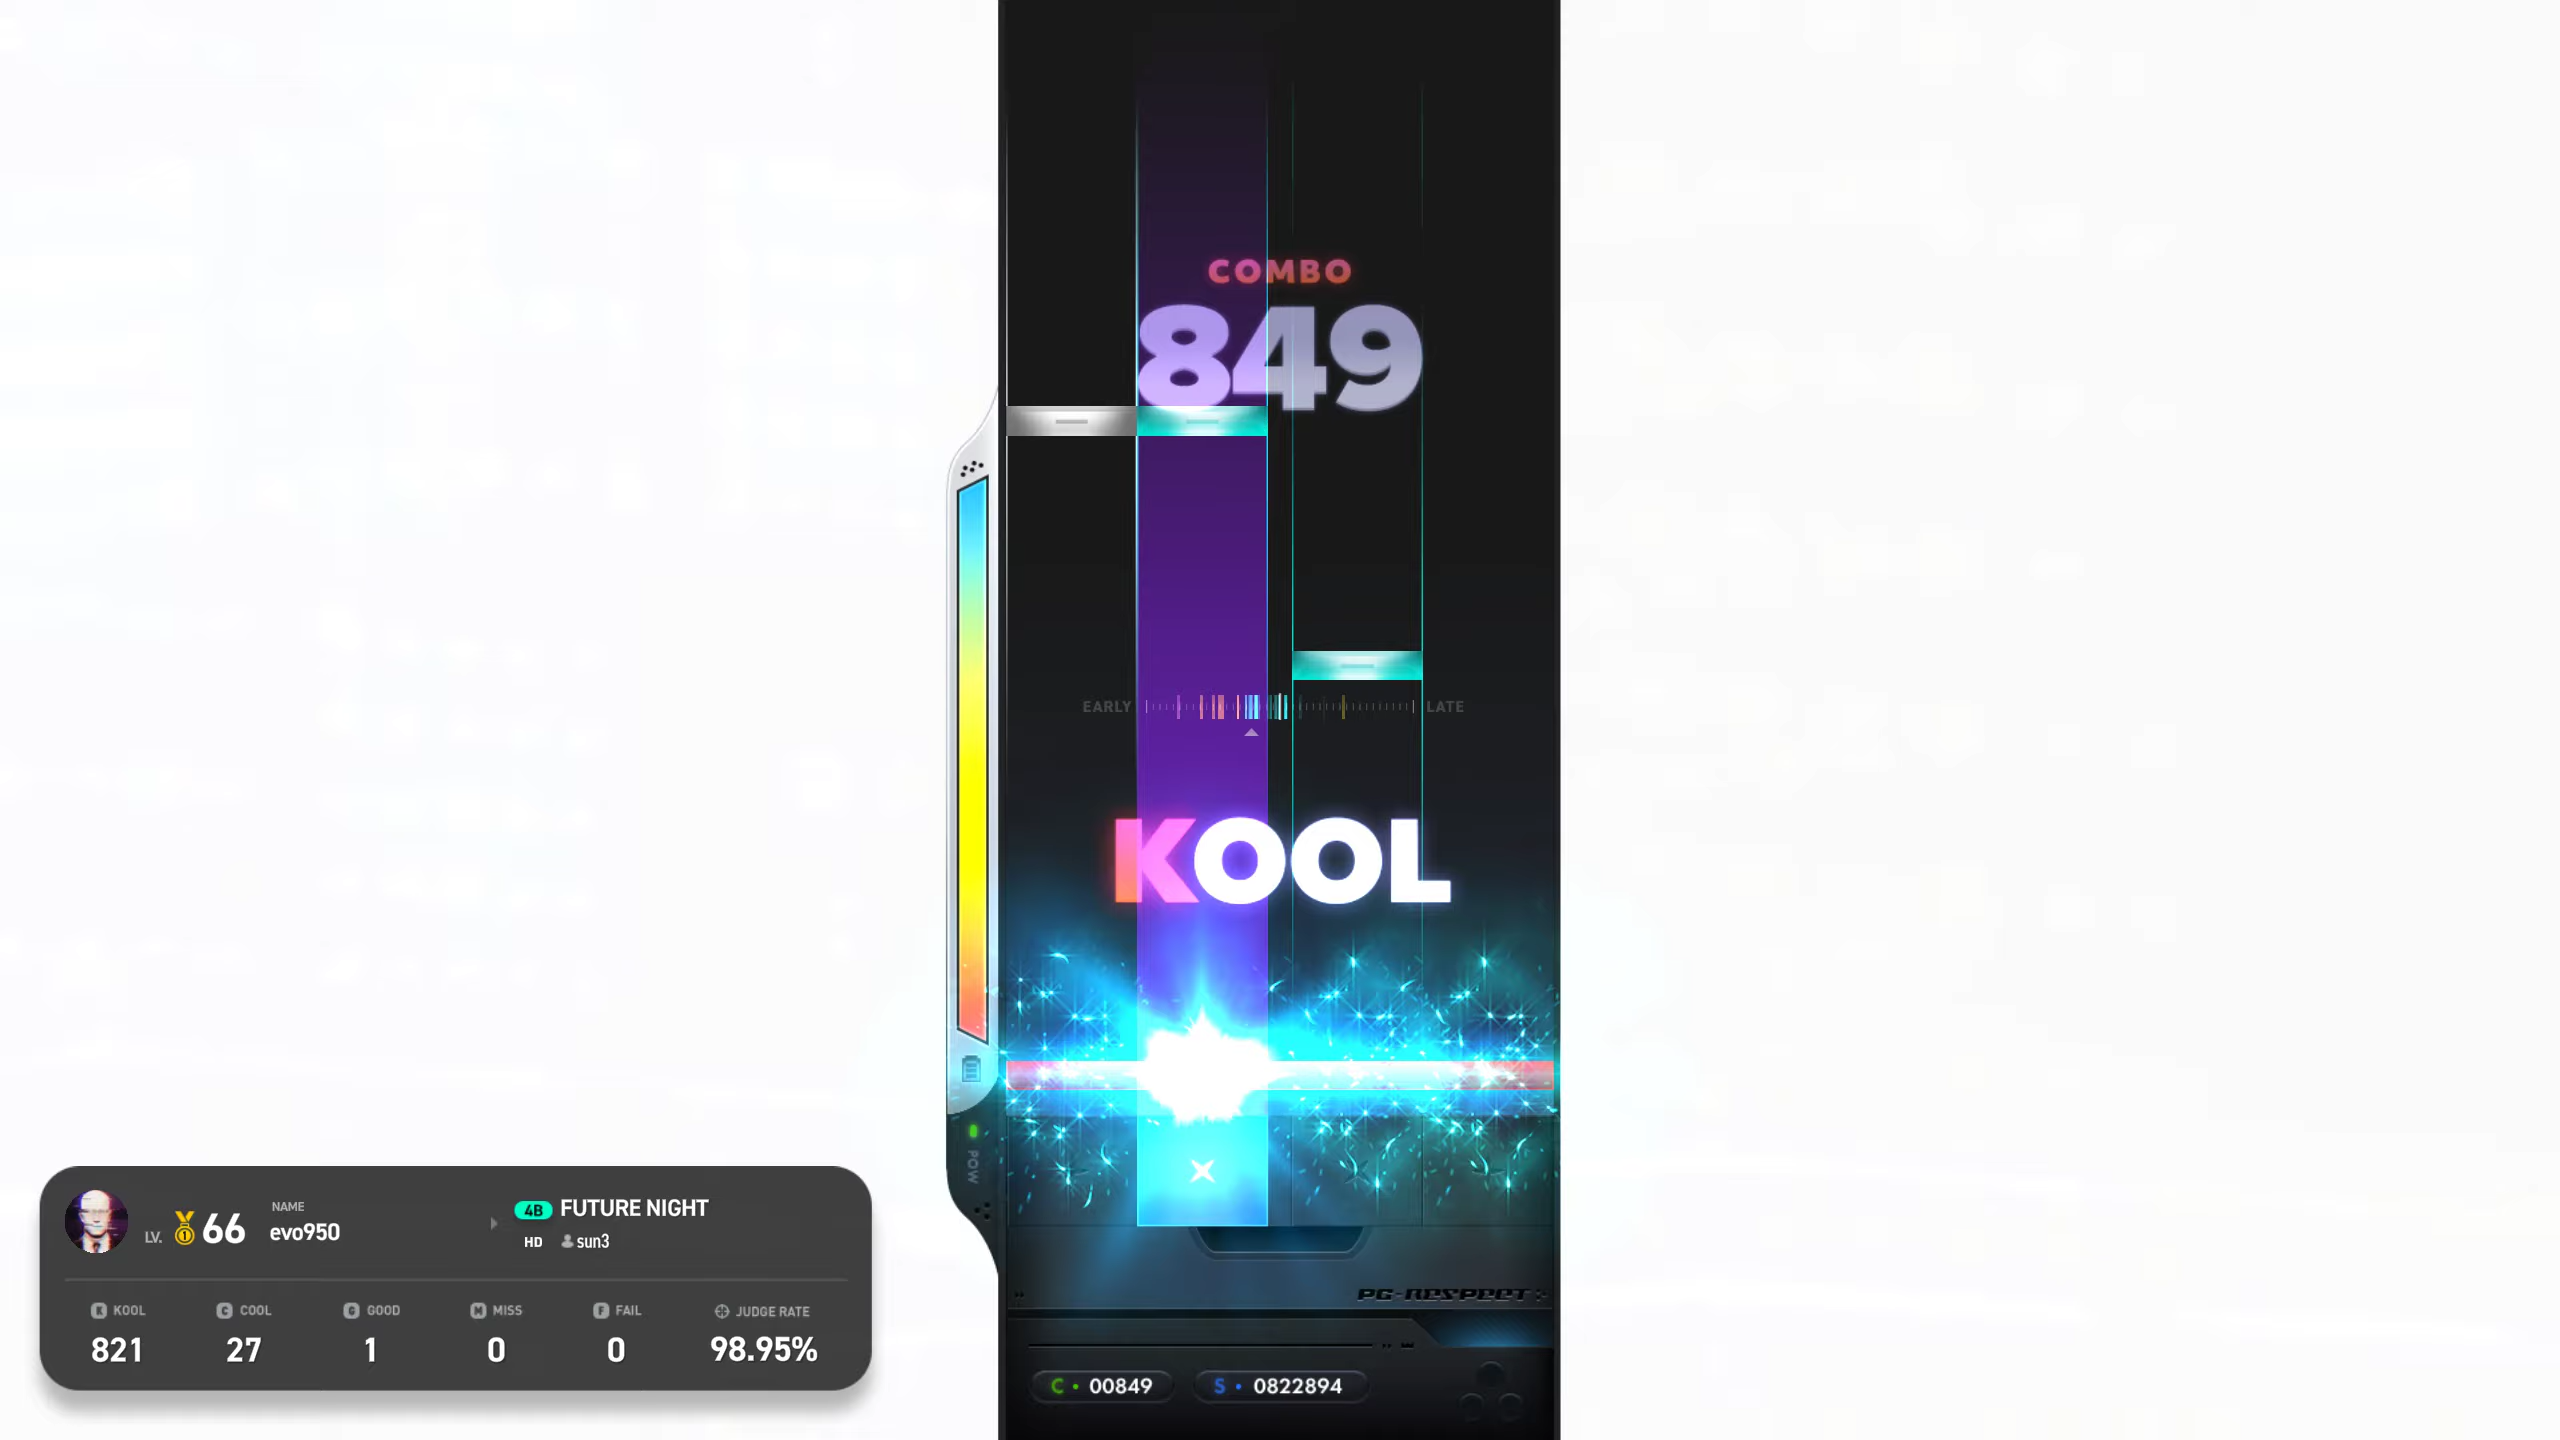 COMBO
849
EARLY LATE
KOOL
POW
LV. 66 NAME evo950
4B FUTURE NIGHT
HD sun3
K KOOL C COOL G GOOD M MISS F FAIL JUDGE RATE
821 27 1 0 0 98.95%
PG-RESPECT
C • 00849 S • 0822894